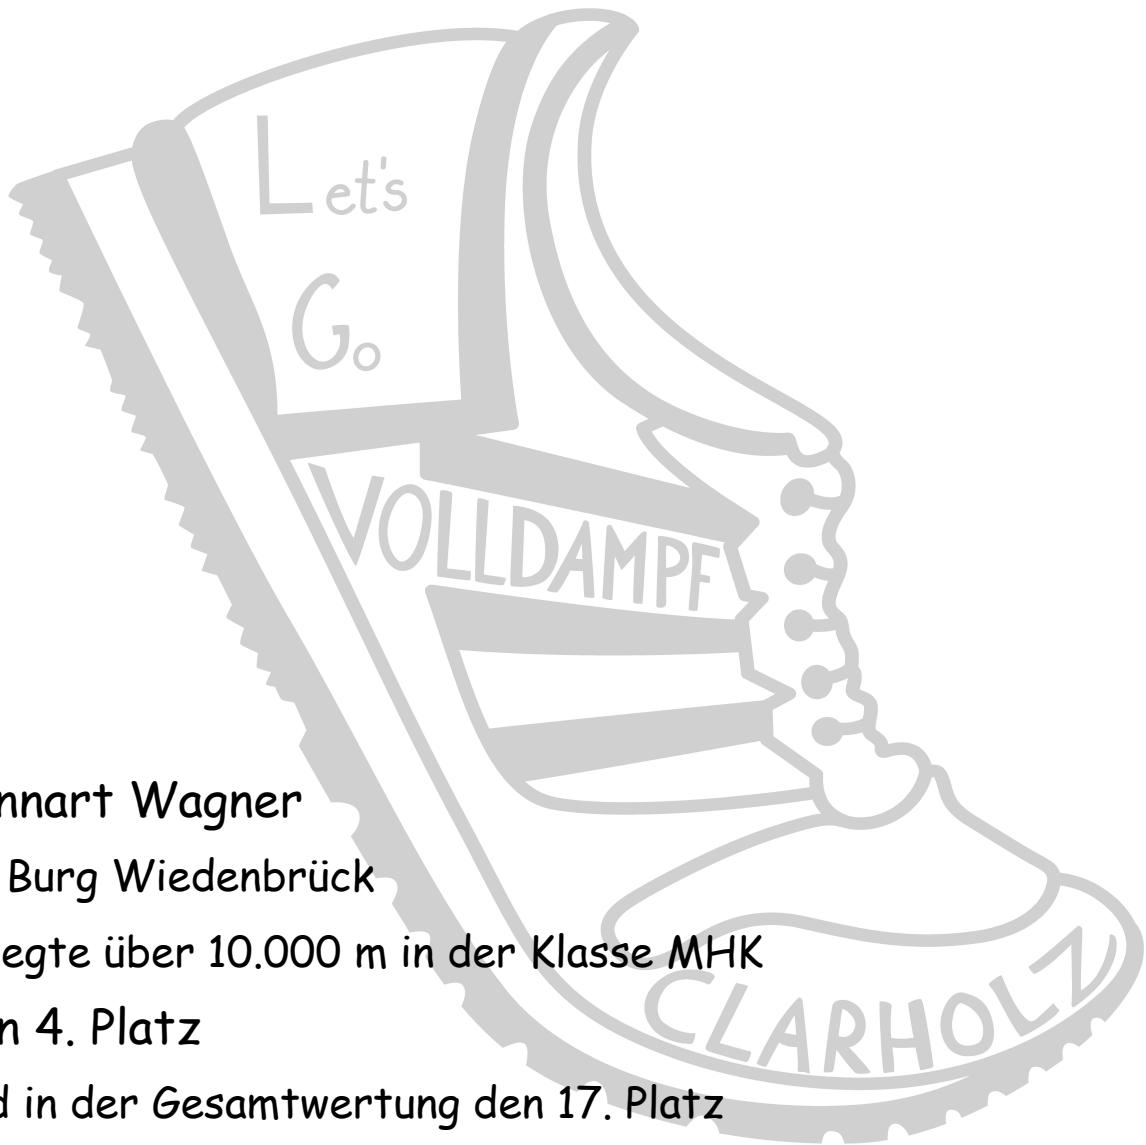 Let's
Go
VOLLDAMPF
nnart Wagner
Burg Wiedenbrück
egte über 10.000 m in der Klasse MHK
n 4. Platz
d in der Gesamtwertung den 17. Platz
CLARHOLZ